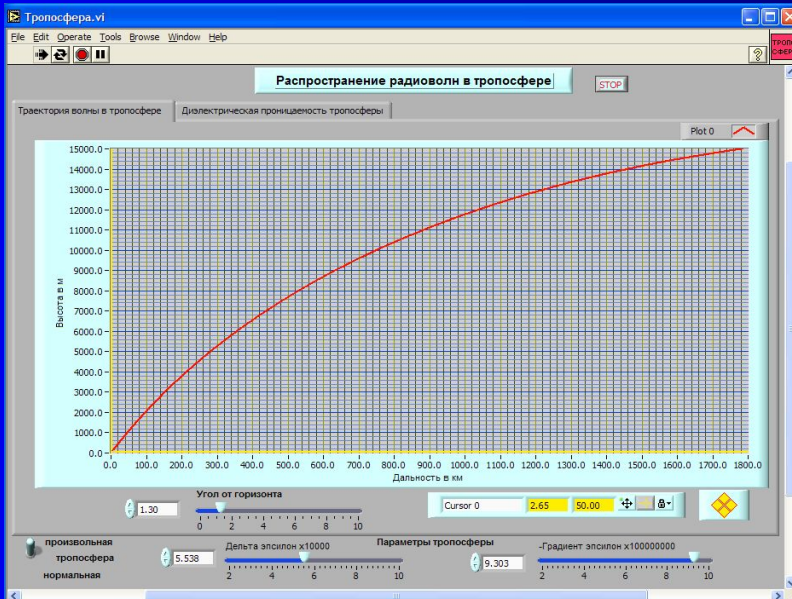 Тропосфера.vi
File Edit Operate Tools Browse Window Help
ТРОПО
СФЕР
Распространение радиоволн в тропосфере
STOP
Траектория волны в тропосфере Диэлектрическая проницаемость тропосферы
Plot 0
15000.0
14000.0
13000.0
12000.0
11000.0
10000.0
9000.0
8000.0
7000.0
6000.0
5000.0
4000.0
3000.0
2000.0
1000.0
0.0
Высота в м
0.0 100.0 200.0 300.0 400.0 500.0 600.0 700.0 800.0 900.0 1000.0 1100.0 1200.0 1300.0 1400.0 1500.0 1600.0 1700.0 1800.0
Дальность в км
Угол от горизонта
1.30
0 2 4 6 8 10
Cursor 0 2.65 50.00
произвольная
тропосфера
нормальная
5.538
Дельта эпсилон x10000
2 4 6 8 10
Параметры тропосферы
9.303
-Градиент эпсилон x100000000
2 4 6 8 10